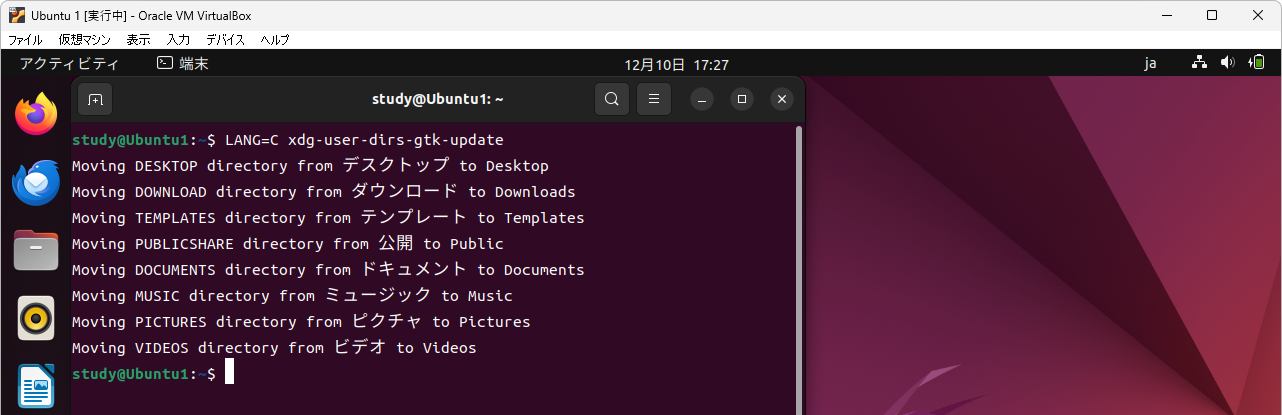 Ubuntu 1 [実行中] - Oracle VM VirtualBox
ファイル 仮想マシン 表示 入力 デバイス ヘルプ
アクティビティ 端末 12月10日 17:27 ja
study@Ubuntu1: ~
study@Ubuntu1:~$ LANG=C xdg-user-dirs-gtk-update
Moving DESKTOP directory from デスクトップ to Desktop
Moving DOWNLOAD directory from ダウンロード to Downloads
Moving TEMPLATES directory from テンプレート to Templates
Moving PUBLICSHARE directory from 公開 to Public
Moving DOCUMENTS directory from ドキュメント to Documents
Moving MUSIC directory from ミュージック to Music
Moving PICTURES directory from ピクチャ to Pictures
Moving VIDEOS directory from ビデオ to Videos
study@Ubuntu1:~$